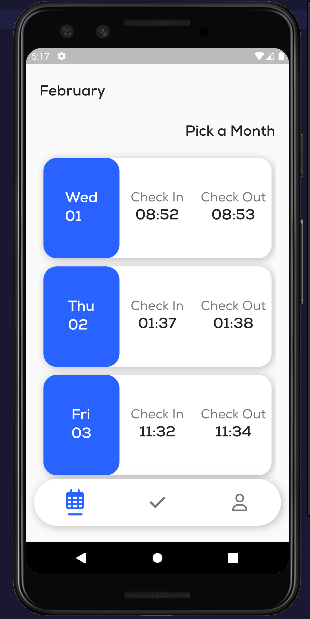 5:17
February
Pick a Month
Wed
01
Check In
08:52
Check Out
08:53
Thu
02
Check In
01:37
Check Out
01:38
Fri
03
Check In
11:32
Check Out
11:34